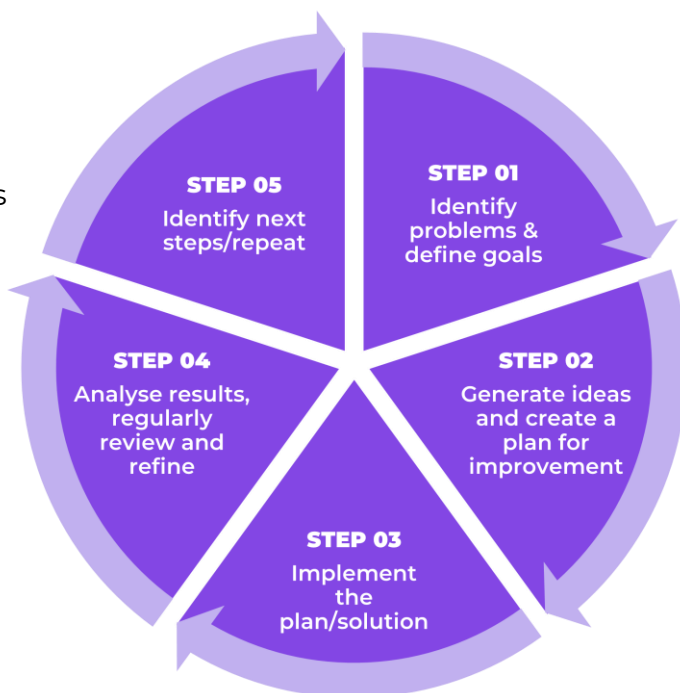 STEP 01
Identify
problems &
define goals
STEP 02
Generate ideas
and create a
plan for
improvement
STEP 03
Implement
the
plan/solution
STEP 04
Analyse results,
regularly
review and
refine
STEP 05
Identify next
steps/repeat
s